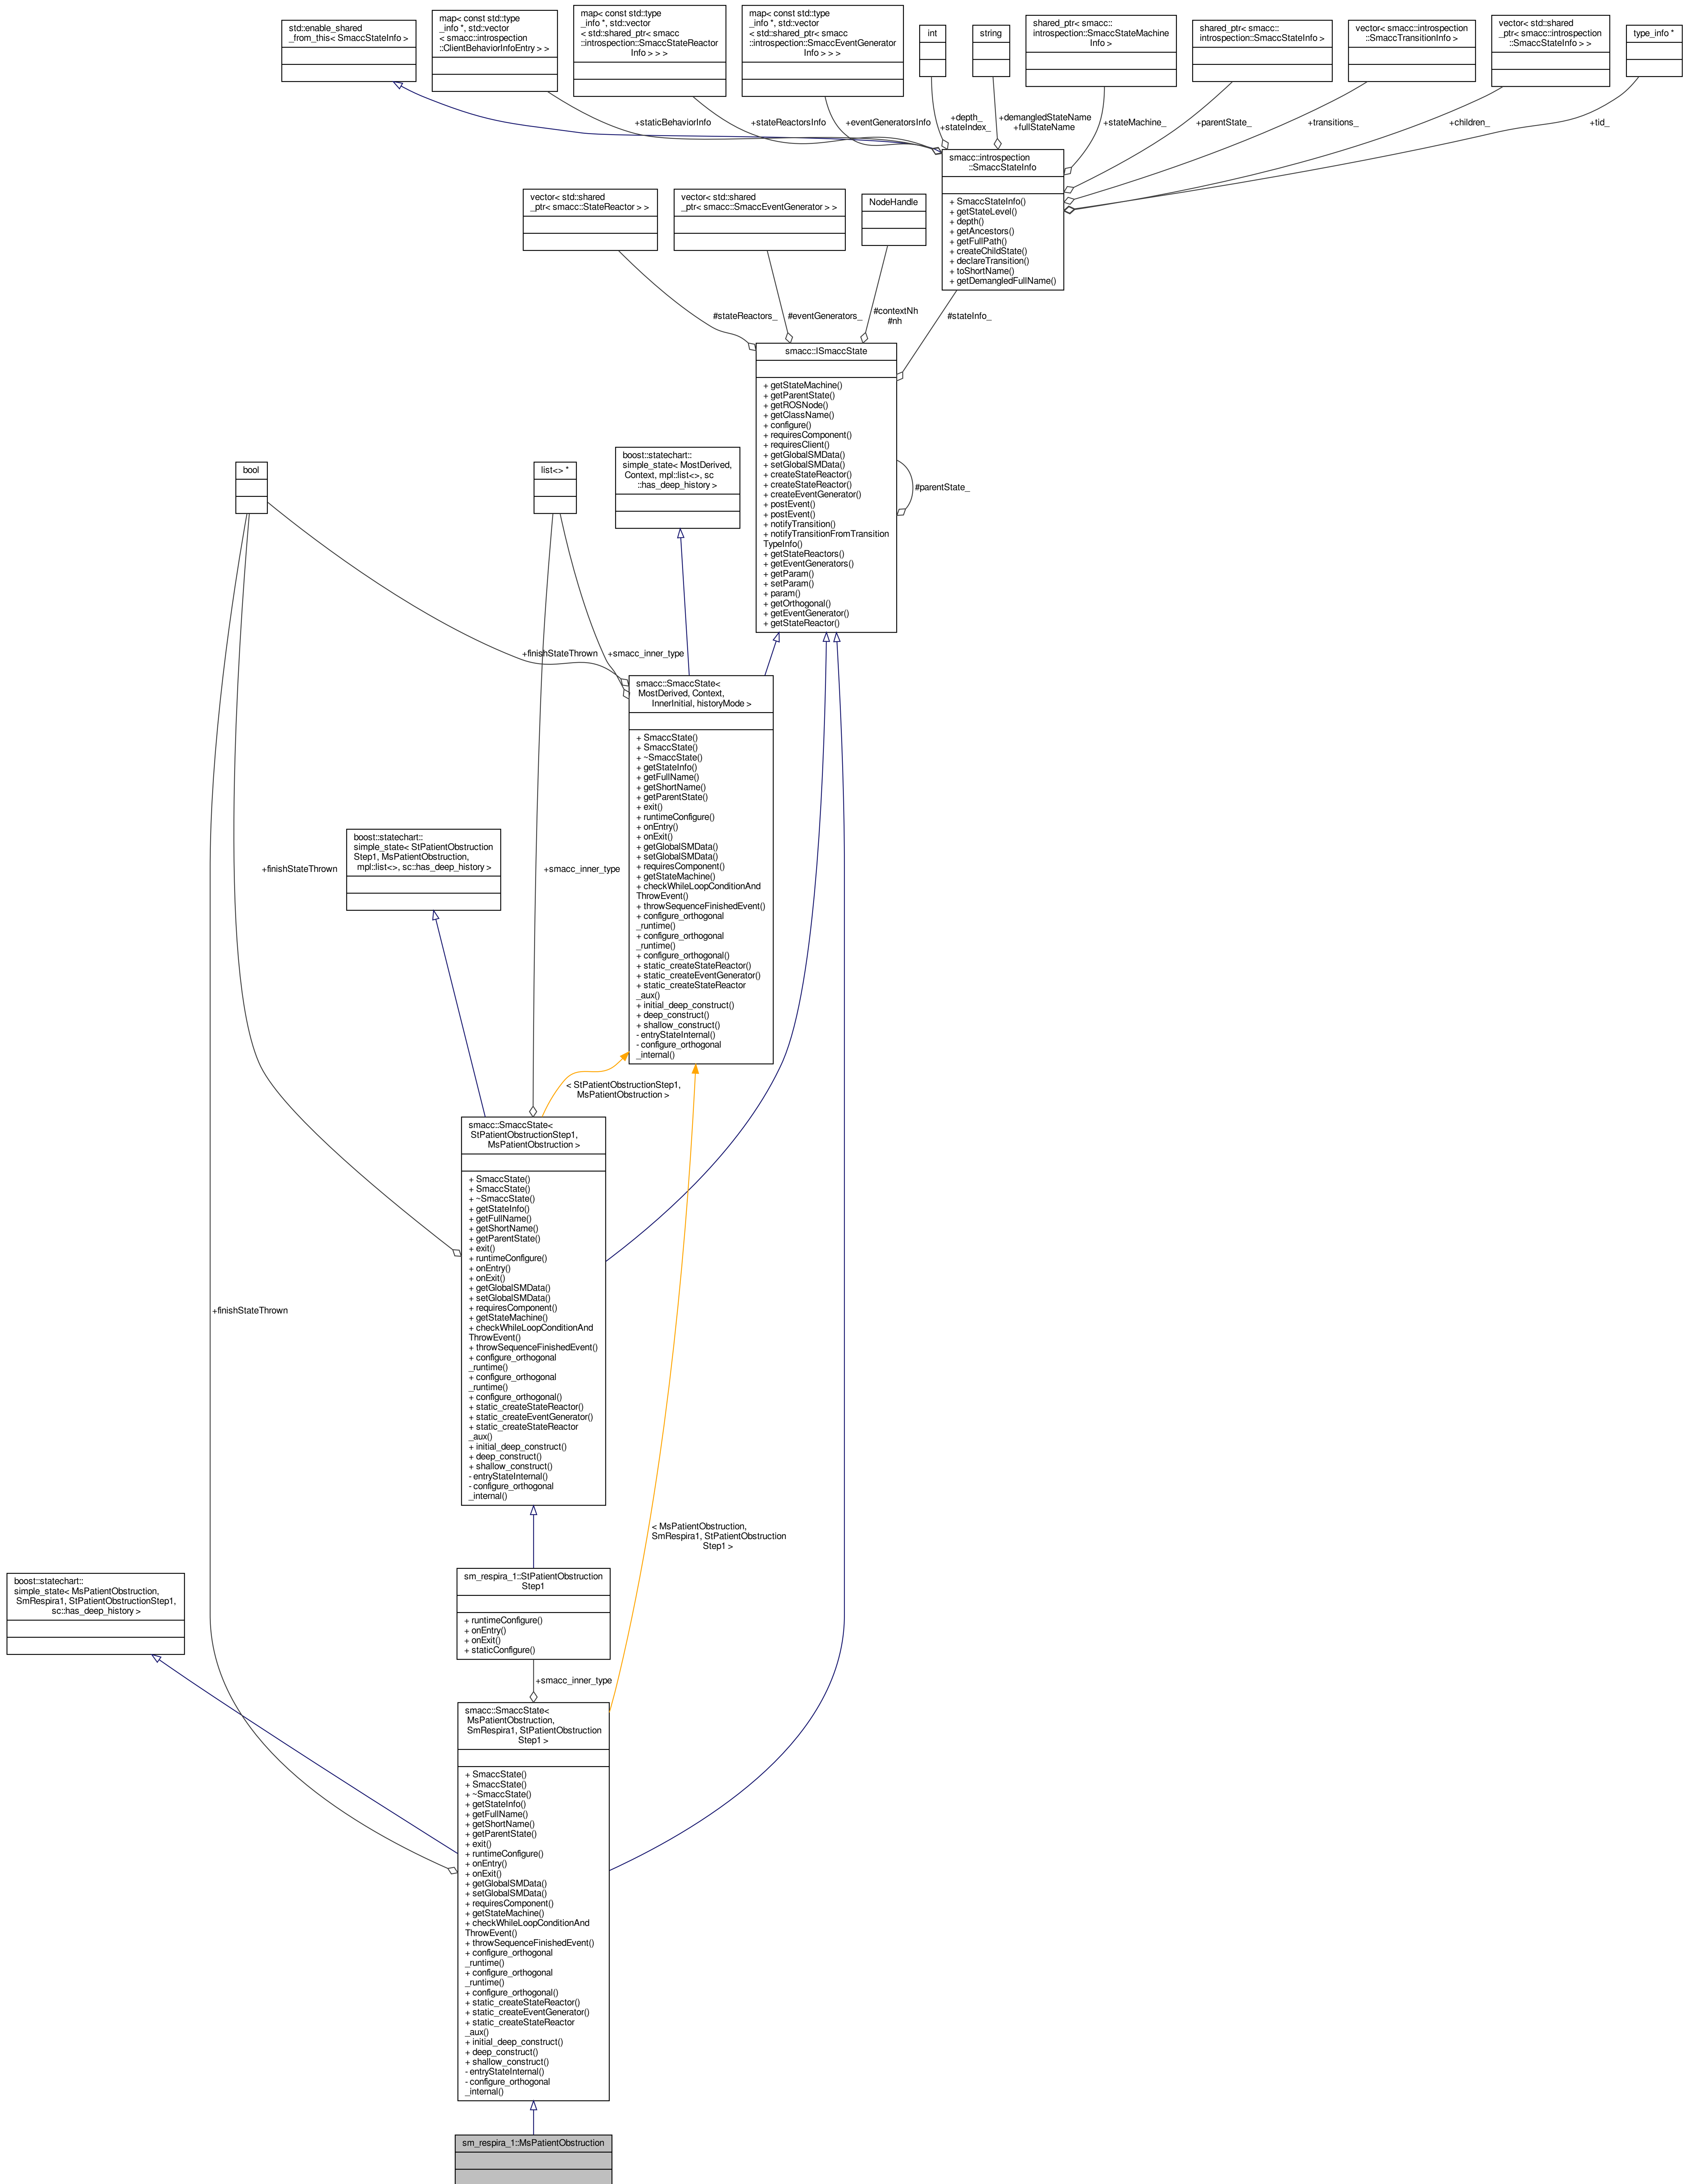 std::enable_shared
_from_this< SmaccStateInfo >
map< const std::type
_info *, std::vector
< smacc::introspection
::ClientBehaviorInfoEntry > >
map< const std::type
_info *, std::vector
< std::shared_ptr< smacc
::introspection::SmaccStateReactor
Info > > >
map< const std::type
_info *, std::vector
< std::shared_ptr< smacc
::introspection::SmaccEventGenerator
Info > > >
int
string
shared_ptr< smacc::
introspection::SmaccStateMachine
Info >
shared_ptr< smacc::
introspection::SmaccStateInfo >
vector< smacc::introspection
::SmaccTransitionInfo >
vector< std::shared
_ptr< smacc::introspection
::SmaccStateInfo > >
type_info *
+staticBehaviorInfo
+stateReactorsInfo
+eventGeneratorsInfo
+depth_
+stateIndex_
+demangledStateName
+fullStateName
+stateMachine_
+parentState_
+transitions_
+children_
+tid_
smacc::introspection
::SmaccStateInfo
+ SmaccStateInfo()
+ getStateLevel()
+ depth()
+ getAncestors()
+ getFullPath()
+ createChildState()
+ declareTransition()
+ toShortName()
+ getDemangledFullName()
vector< std::shared
_ptr< smacc::StateReactor > >
vector< std::shared
_ptr< smacc::SmaccEventGenerator > >
NodeHandle
#stateReactors_
#eventGenerators_
#contextNh
#nh
#stateInfo_
smacc::ISmaccState
+ getStateMachine()
+ getParentState()
+ getROSNode()
+ getClassName()
+ configure()
+ requiresComponent()
+ requiresClient()
+ getGlobalSMData()
+ setGlobalSMData()
+ createStateReactor()
+ createStateReactor()
+ createEventGenerator()
+ postEvent()
+ postEvent()
+ notifyTransition()
+ notifyTransitionFromTransition
TypeInfo()
+ getStateReactors()
+ getEventGenerators()
+ getParam()
+ setParam()
+ param()
+ getOrthogonal()
+ getEventGenerator()
+ getStateReactor()
#parentState_
bool
list<> *
boost::statechart::
simple_state< MostDerived,
Context, mpl::list<>, sc
::has_deep_history >
+finishStateThrown
+smacc_inner_type
smacc::SmaccState<
MostDerived, Context,
InnerInitial, historyMode >
+ SmaccState()
+ SmaccState()
+ ~SmaccState()
+ getStateInfo()
+ getFullName()
+ getShortName()
+ getParentState()
+ exit()
+ runtimeConfigure()
+ onEntry()
+ onExit()
+ getGlobalSMData()
+ setGlobalSMData()
+ requiresComponent()
+ getStateMachine()
+ checkWhileLoopConditionAnd
ThrowEvent()
+ throwSequenceFinishedEvent()
+ configure_orthogonal
_runtime()
+ configure_orthogonal
_runtime()
+ configure_orthogonal()
+ static_createStateReactor()
+ static_createEventGenerator()
+ static_createStateReactor
_aux()
+ initial_deep_construct()
+ deep_construct()
+ shallow_construct()
- entryStateInternal()
- configure_orthogonal
_internal()
boost::statechart::
simple_state< StPatientObstruction
Step1, MsPatientObstruction,
mpl::list<>, sc::has_deep_history >
+finishStateThrown
+smacc_inner_type
< StPatientObstructionStep1,
MsPatientObstruction >
smacc::SmaccState<
StPatientObstructionStep1,
MsPatientObstruction >
+ SmaccState()
+ SmaccState()
+ ~SmaccState()
+ getStateInfo()
+ getFullName()
+ getShortName()
+ getParentState()
+ exit()
+ runtimeConfigure()
+ onEntry()
+ onExit()
+ getGlobalSMData()
+ setGlobalSMData()
+ requiresComponent()
+ getStateMachine()
+ checkWhileLoopConditionAnd
ThrowEvent()
+ throwSequenceFinishedEvent()
+ configure_orthogonal
_runtime()
+ configure_orthogonal
_runtime()
+ configure_orthogonal()
+ static_createStateReactor()
+ static_createEventGenerator()
+ static_createStateReactor
_aux()
+ initial_deep_construct()
+ deep_construct()
+ shallow_construct()
- entryStateInternal()
- configure_orthogonal
_internal()
+finishStateThrown
< MsPatientObstruction,
SmRespira1, StPatientObstruction
Step1 >
boost::statechart::
simple_state< MsPatientObstruction,
SmRespira1, StPatientObstructionStep1,
sc::has_deep_history >
sm_respira_1::StPatientObstruction
Step1
+ runtimeConfigure()
+ onEntry()
+ onExit()
+ staticConfigure()
+smacc_inner_type
smacc::SmaccState<
MsPatientObstruction,
SmRespira1, StPatientObstruction
Step1 >
+ SmaccState()
+ SmaccState()
+ ~SmaccState()
+ getStateInfo()
+ getFullName()
+ getShortName()
+ getParentState()
+ exit()
+ runtimeConfigure()
+ onEntry()
+ onExit()
+ getGlobalSMData()
+ setGlobalSMData()
+ requiresComponent()
+ getStateMachine()
+ checkWhileLoopConditionAnd
ThrowEvent()
+ throwSequenceFinishedEvent()
+ configure_orthogonal
_runtime()
+ configure_orthogonal
_runtime()
+ configure_orthogonal()
+ static_createStateReactor()
+ static_createEventGenerator()
+ static_createStateReactor
_aux()
+ initial_deep_construct()
+ deep_construct()
+ shallow_construct()
- entryStateInternal()
- configure_orthogonal
_internal()
sm_respira_1::MsPatientObstruction